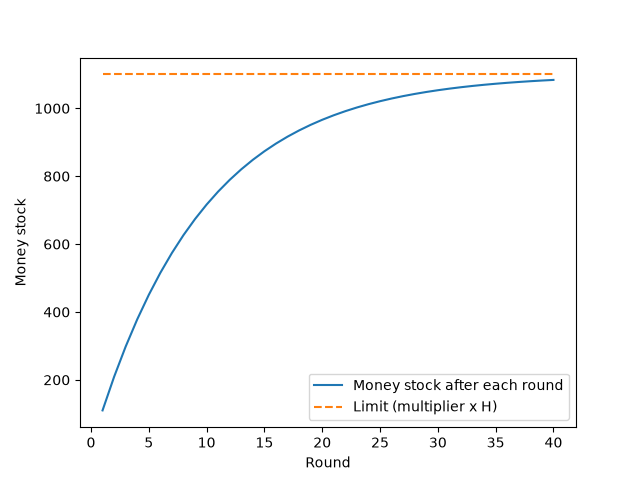 1000
800
600
400
200
Money stock
0 5 10 15 20 25 30 35 40
Round
Money stock after each round
Limit (multiplier x H)